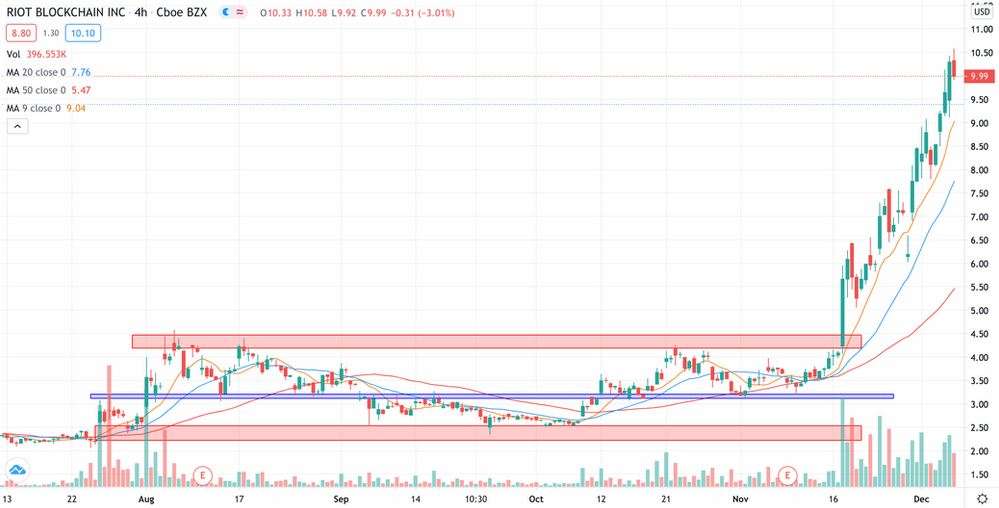 RIOT BLOCKCHAIN INC · 4h · Cboe BZX O10.33 H10.58 L9.92 C9.99 -0.31 (-3.01%)
8.80 1.30 10.10
Vol 396.553K
MA 20 close 0 7.76
MA 50 close 0 5.47
MA 9 close 0 9.04
USD
11.00
10.50
9.99
9.50
9.00
8.50
8.00
7.50
7.00
6.50
6.00
5.50
5.00
4.50
4.00
3.50
3.00
2.50
2.00
E E
13 22 Aug 17 Sep 14 10:30 Oct 12 21 Nov 16 Dec